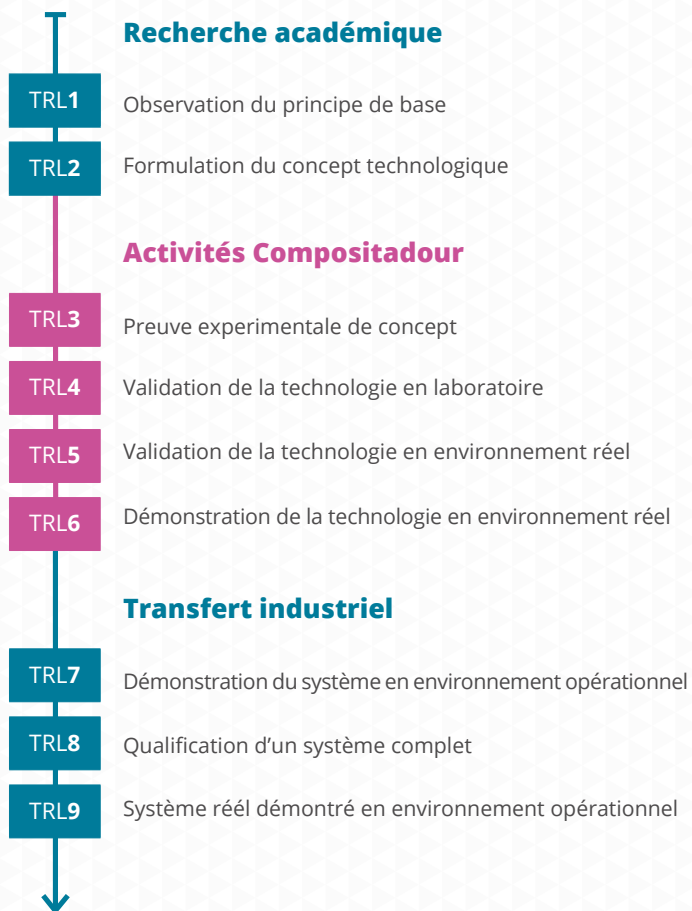 Recherche académique
TRL1 Observation du principe de base
TRL2 Formulation du concept technologique
Activités Compositadour
TRL3 Preuve experimentale de concept
TRL4 Validation de la technologie en laboratoire
TRL5 Validation de la technologie en environnement réel
TRL6 Démonstration de la technologie en environnement réel
Transfert industriel
TRL7 Démonstration du système en environnement opérationnel
TRL8 Qualification d’un système complet
TRL9 Système réél démontré en environnement opérationnel